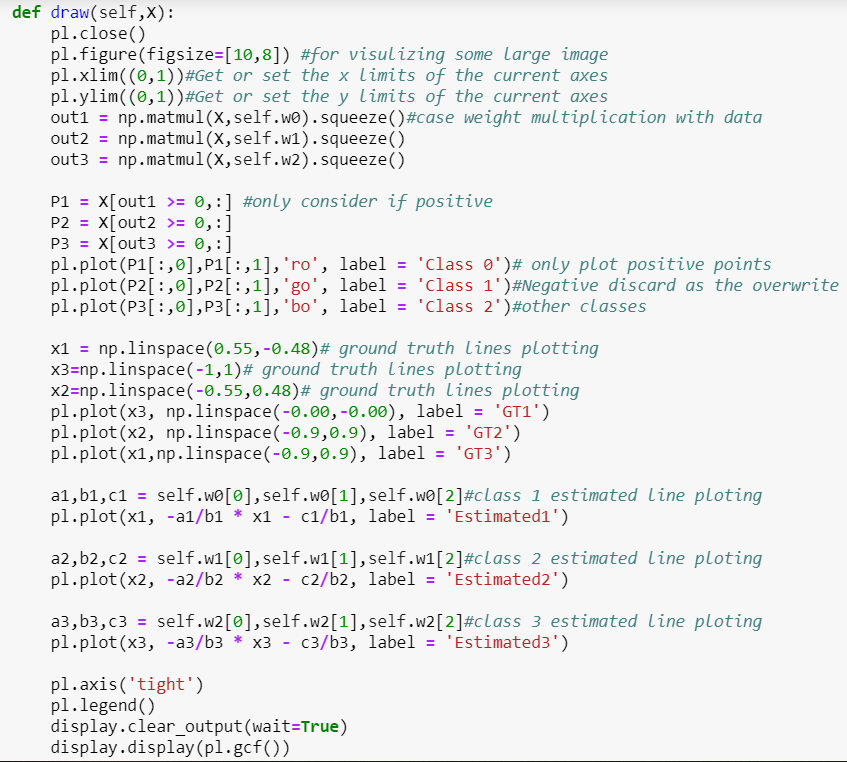 def draw(self,X):
    pl.close()
    pl.figure(figsize=[10,8]) #for visulizing some large image
    pl.xlim((0,1))#Get or set the x limits of the current axes
    pl.ylim((0,1))#Get or set the y limits of the current axes
    out1 = np.matmul(X,self.w0).squeeze()#case weight multiplication with data
    out2 = np.matmul(X,self.w1).squeeze()
    out3 = np.matmul(X,self.w2).squeeze()

    P1 = X[out1 >= 0,:] #only consider if positive
    P2 = X[out2 >= 0,:]
    P3 = X[out3 >= 0,:]
    pl.plot(P1[:,0],P1[:,1],'ro', label = 'Class 0')# only plot positive points
    pl.plot(P2[:,0],P2[:,1],'go', label = 'Class 1')#Negative discard as the overwrite
    pl.plot(P3[:,0],P3[:,1],'bo', label = 'Class 2')#other classes

    x1 = np.linspace(0.55,-0.48)# ground truth lines plotting
    x3=np.linspace(-1,1)# ground truth lines plotting
    x2=np.linspace(-0.55,0.48)# ground truth lines plotting
    pl.plot(x3, np.linspace(-0.00,-0.00), label = 'GT1')
    pl.plot(x2, np.linspace(-0.9,0.9), label = 'GT2')
    pl.plot(x1,np.linspace(-0.9,0.9), label = 'GT3')

    a1,b1,c1 = self.w0[0],self.w0[1],self.w0[2]#class 1 estimated line ploting
    pl.plot(x1, -a1/b1 * x1 - c1/b1, label = 'Estimated1')

    a2,b2,c2 = self.w1[0],self.w1[1],self.w1[2]#class 2 estimated line ploting
    pl.plot(x2, -a2/b2 * x2 - c2/b2, label = 'Estimated2')

    a3,b3,c3 = self.w2[0],self.w2[1],self.w2[2]#class 3 estimated line ploting
    pl.plot(x3, -a3/b3 * x3 - c3/b3, label = 'Estimated3')

    pl.axis('tight')
    pl.legend()
    display.clear_output(wait=True)
    display.display(pl.gcf())